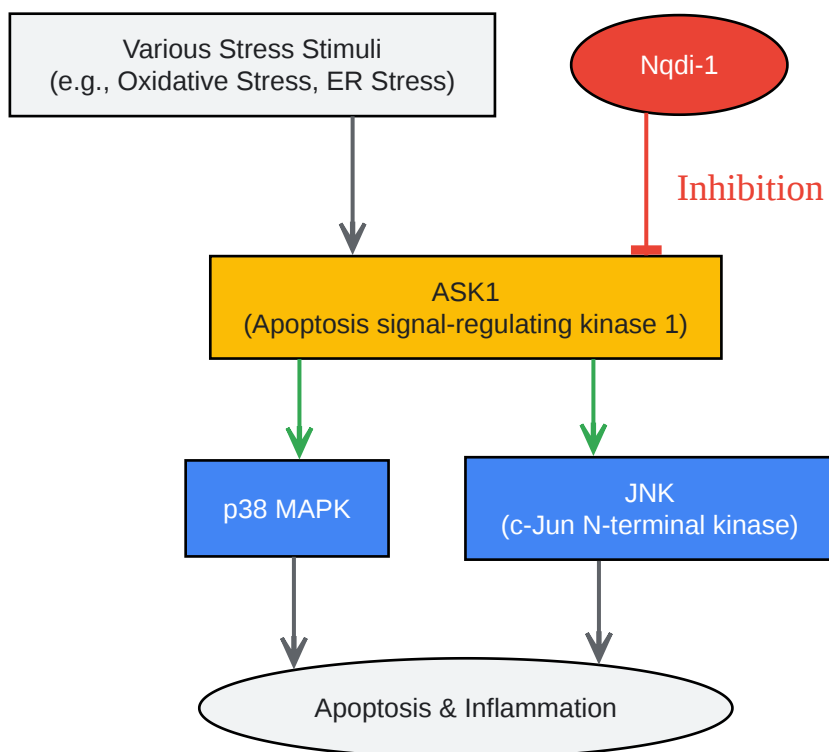 Various Stress Stimuli
(e.g., Oxidative Stress, ER Stress)
Nqdi-1
Inhibition
ASK1
(Apoptosis signal-regulating kinase 1)
p38 MAPK
JNK
(c-Jun N-terminal kinase)
Apoptosis & Inflammation